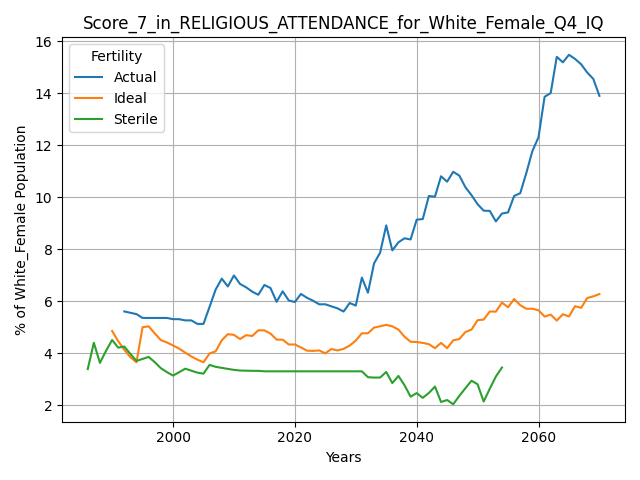 Score_7_in_RELIGIOUS_ATTENDANCE_for_White_Female_Q4_IQ
Fertility
Actual
Ideal
Sterile
% of White_Female Population
16
14
12
10
8
6
4
2
2000
2020
2040
2060
Years